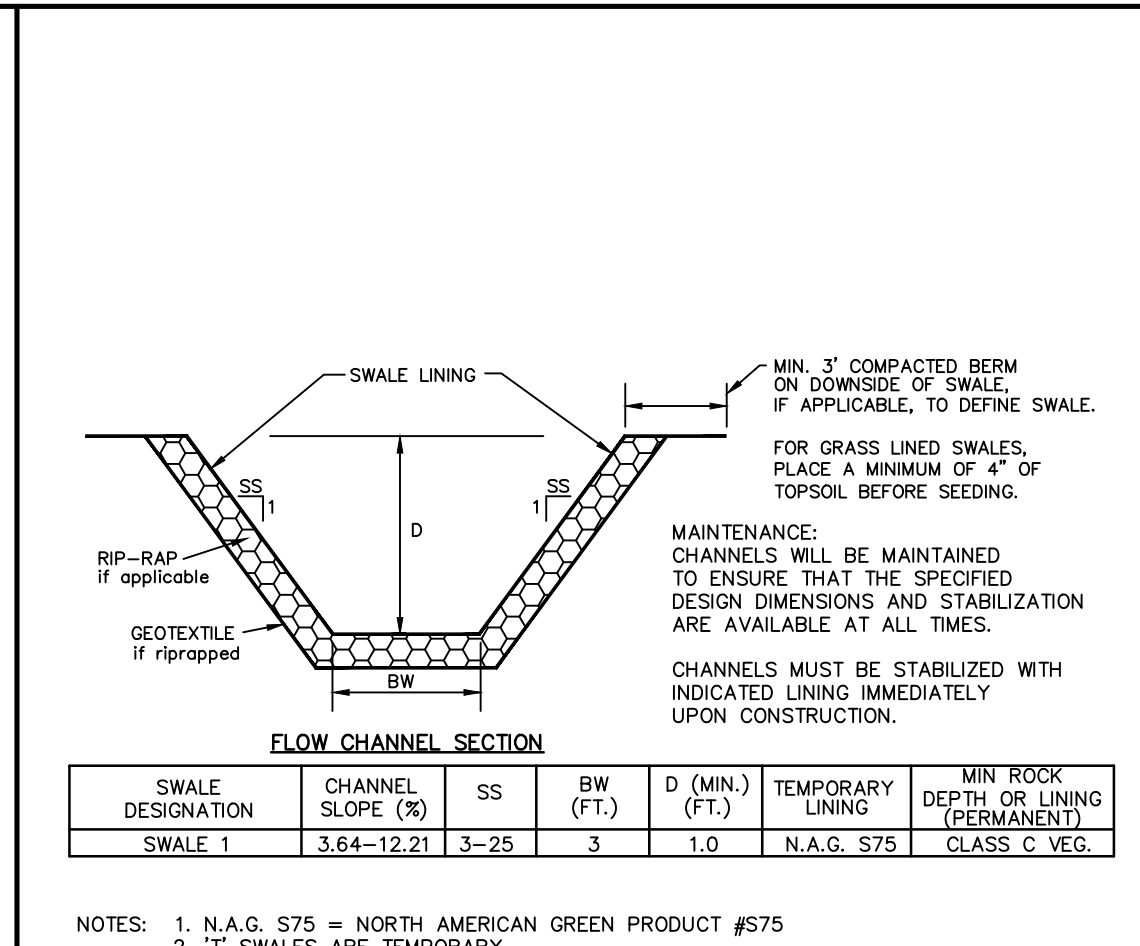 SWALE LINING
MIN. 3' COMPACTED BERM
ON DOWNSIDE OF SWALE,
IF APPLICABLE, TO DEFINE SWALE.
FOR GRASS LINED SWALES,
PLACE A MINIMUM OF 4" OF
TOPSOIL BEFORE SEEDING.
SS
1
SS
1
D
RIP-RAP
if applicable
GEOTEXTILE
if riprapped
BW
MAINTENANCE:
CHANNELS WILL BE MAINTAINED
TO ENSURE THAT THE SPECIFIED
DESIGN DIMENSIONS AND STABILIZATION
ARE AVAILABLE AT ALL TIMES.
CHANNELS MUST BE STABILIZED WITH
INDICATED LINING IMMEDIATELY
UPON CONSTRUCTION.
FLOW CHANNEL SECTION
SWALE DESIGNATION CHANNEL SLOPE (%) SS BW (FT.) D (MIN.) (FT.) TEMPORARY LINING MIN ROCK DEPTH OR LINING (PERMANENT)
SWALE 1 3.64-12.21 3-25 3 1.0 N.A.G. S75 CLASS C VEG.
NOTES: 1. N.A.G. S75 = NORTH AMERICAN GREEN PRODUCT #S75
2. 'T' SWALES ARE TEMPORARY